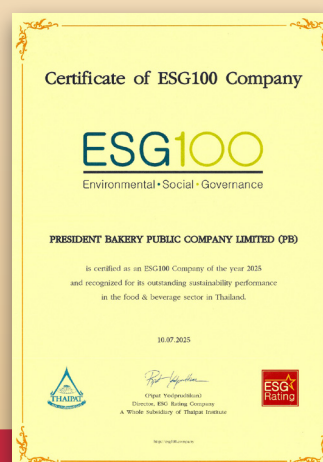 Certificate of ESG100 Company
ESG100
Environmental • Social • Governance
PRESIDENT BAKERY PUBLIC COMPANY LIMITED (PB)
is certified as an ESG100 Company of the year 2025
and recognized for its outstanding sustainability performance
in the food & beverage sector in Thailand.
10.07.2025
(Pipat Yodprudtikan)
Director, ESG Rating Company
A Whole Subsidiary of Thaipat Institute
THAIPAT
ESG
Rating